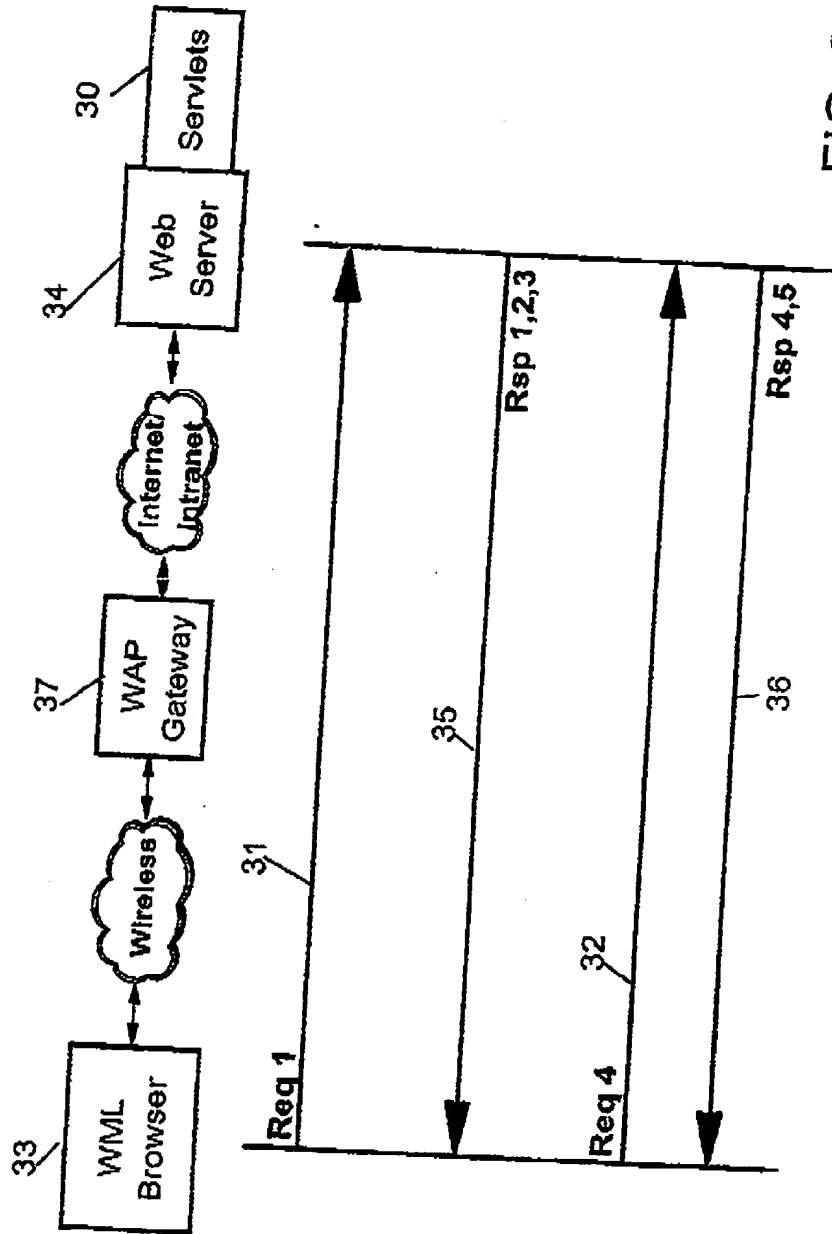 30
Servlets
34
Web
Server
Internet/
Intranet
37
WAP
Gateway
Wireless
33
WML
Browser
Req 1
31
35
Rsp 1,2,3
Req 4
32
36
Rsp 4,5